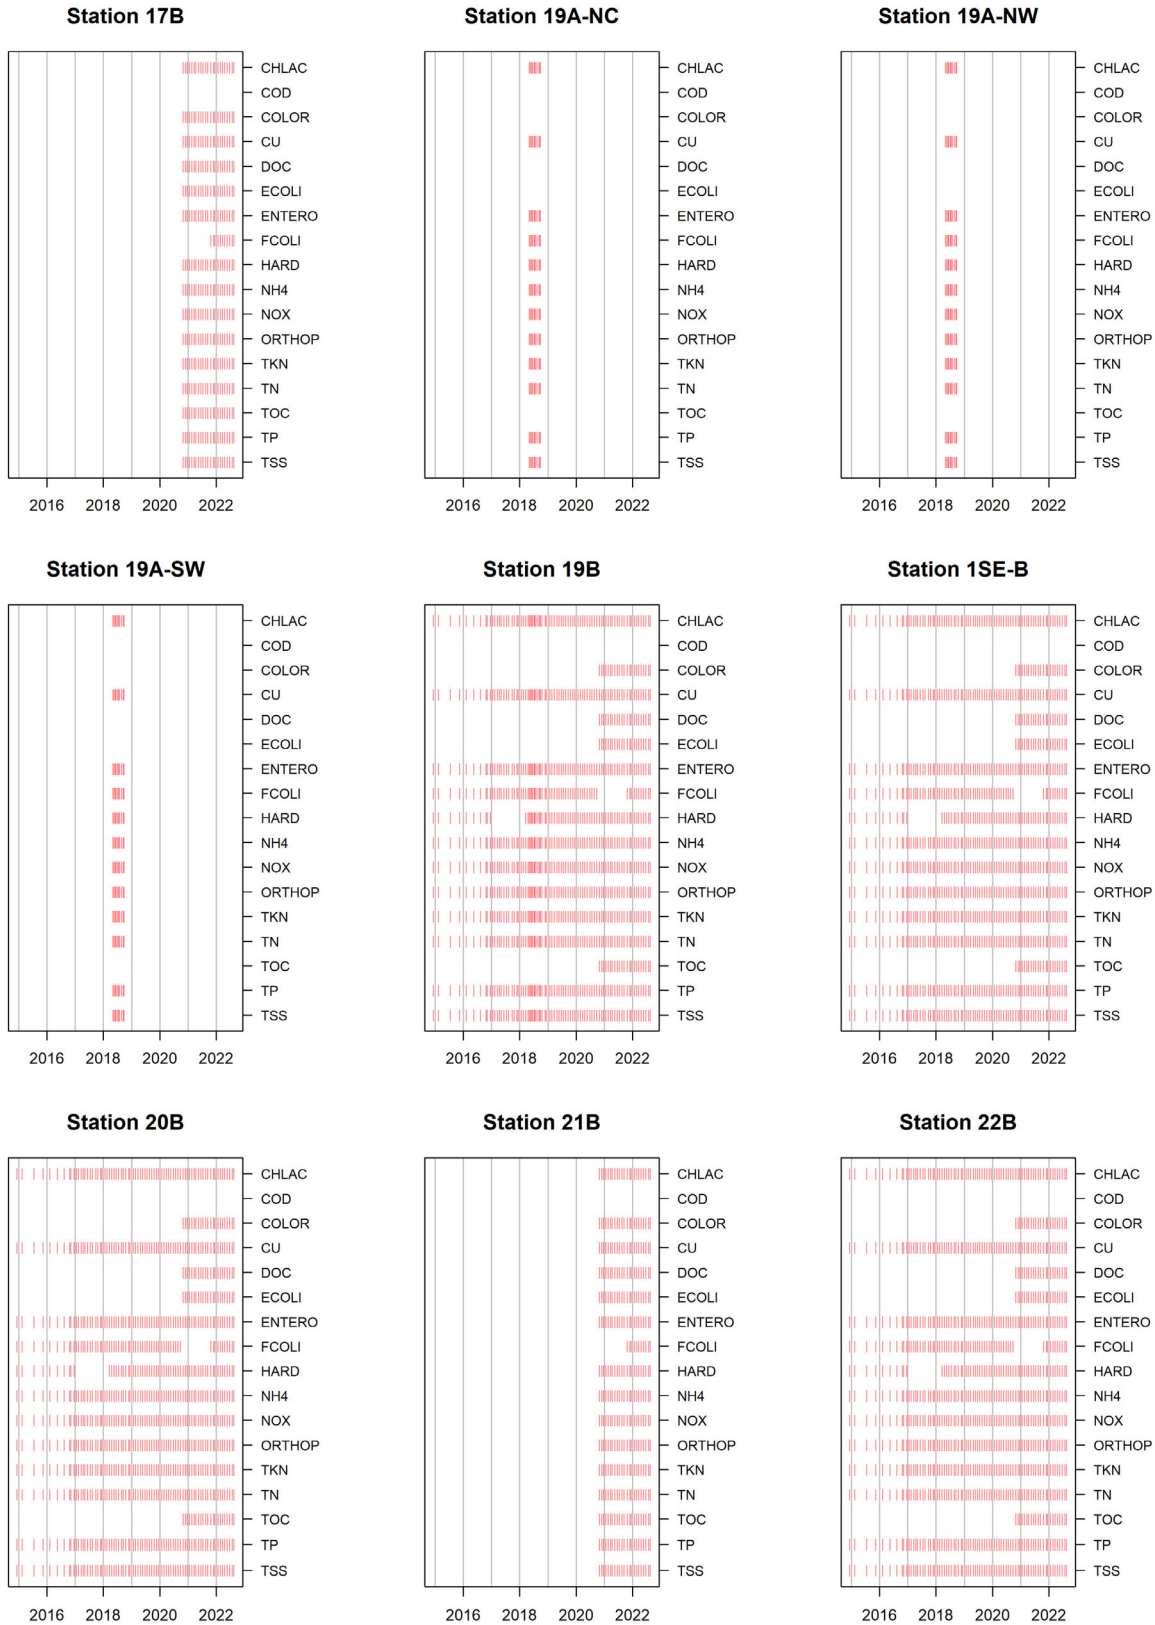 Station 17B
CHLAC
COD
COLOR
CU
DOC
ECOLI
ENTERO
FCOLI
HARD
NH4
NOX
ORTHOP
TKN
TN
TOC
TP
TSS
2016 2018 2020 2022
Station 19A-NC
CHLAC
COD
COLOR
CU
DOC
ECOLI
ENTERO
FCOLI
HARD
NH4
NOX
ORTHOP
TKN
TN
TOC
TP
TSS
2016 2018 2020 2022
Station 19A-NW
CHLAC
COD
COLOR
CU
DOC
ECOLI
ENTERO
FCOLI
HARD
NH4
NOX
ORTHOP
TKN
TN
TOC
TP
TSS
2016 2018 2020 2022
Station 19A-SW
CHLAC
COD
COLOR
CU
DOC
ECOLI
ENTERO
FCOLI
HARD
NH4
NOX
ORTHOP
TKN
TN
TOC
TP
TSS
2016 2018 2020 2022
Station 19B
CHLAC
COD
COLOR
CU
DOC
ECOLI
ENTERO
FCOLI
HARD
NH4
NOX
ORTHOP
TKN
TN
TOC
TP
TSS
2016 2018 2020 2022
Station 1SE-B
CHLAC
COD
COLOR
CU
DOC
ECOLI
ENTERO
FCOLI
HARD
NH4
NOX
ORTHOP
TKN
TN
TOC
TP
TSS
2016 2018 2020 2022
Station 20B
CHLAC
COD
COLOR
CU
DOC
ECOLI
ENTERO
FCOLI
HARD
NH4
NOX
ORTHOP
TKN
TN
TOC
TP
TSS
2016 2018 2020 2022
Station 21B
CHLAC
COD
COLOR
CU
DOC
ECOLI
ENTERO
FCOLI
HARD
NH4
NOX
ORTHOP
TKN
TN
TOC
TP
TSS
2016 2018 2020 2022
Station 22B
CHLAC
COD
COLOR
CU
DOC
ECOLI
ENTERO
FCOLI
HARD
NH4
NOX
ORTHOP
TKN
TN
TOC
TP
TSS
2016 2018 2020 2022